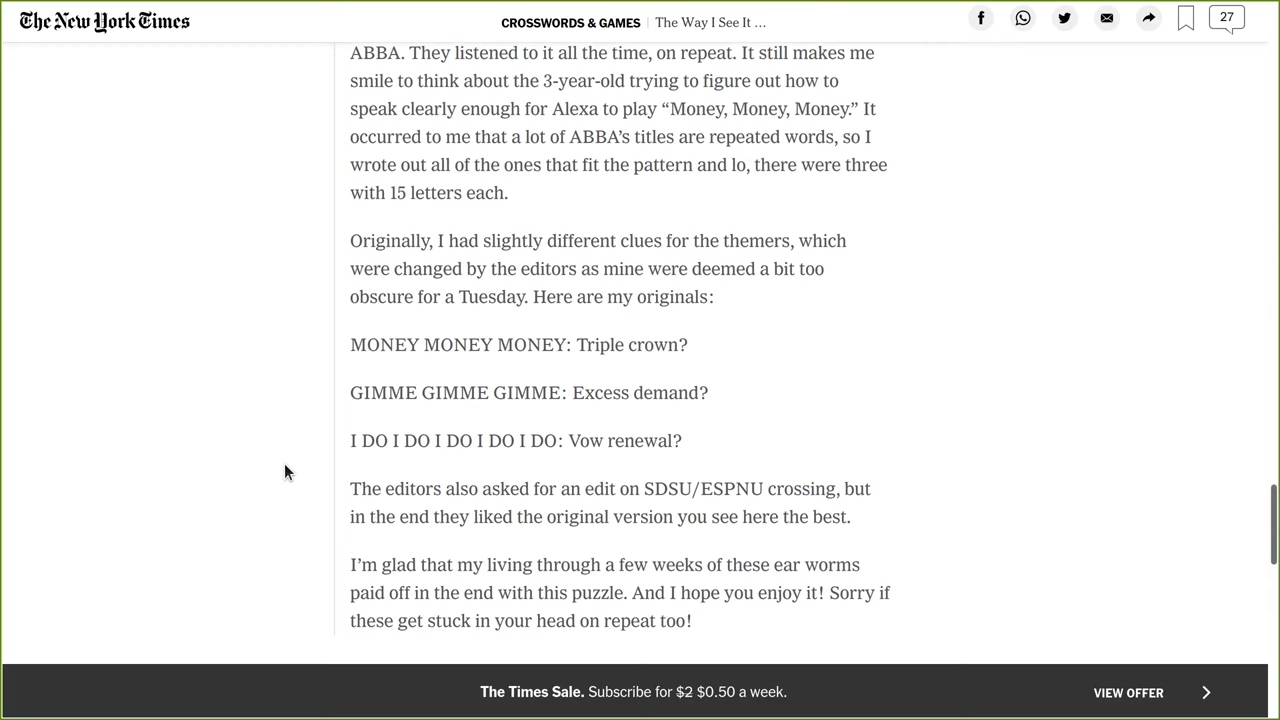 The New York Times
CROSSWORDS & GAMES | The Way I See It ...
27
ABBA. They listened to it all the time, on repeat. It still makes me
smile to think about the 3-year-old trying to figure out how to
speak clearly enough for Alexa to play “Money, Money, Money.” It
occurred to me that a lot of ABBA’s titles are repeated words, so I
wrote out all of the ones that fit the pattern and lo, there were three
with 15 letters each.
Originally, I had slightly different clues for the themers, which
were changed by the editors as mine were deemed a bit too
obscure for a Tuesday. Here are my originals:
MONEY MONEY MONEY: Triple crown?
GIMME GIMME GIMME: Excess demand?
I DO I DO I DO I DO I DO: Vow renewal?
The editors also asked for an edit on SDSU/ESPNU crossing, but
in the end they liked the original version you see here the best.
I’m glad that my living through a few weeks of these ear worms
paid off in the end with this puzzle. And I hope you enjoy it! Sorry if
these get stuck in your head on repeat too!
The Times Sale. Subscribe for $2 $0.50 a week.
VIEW OFFER